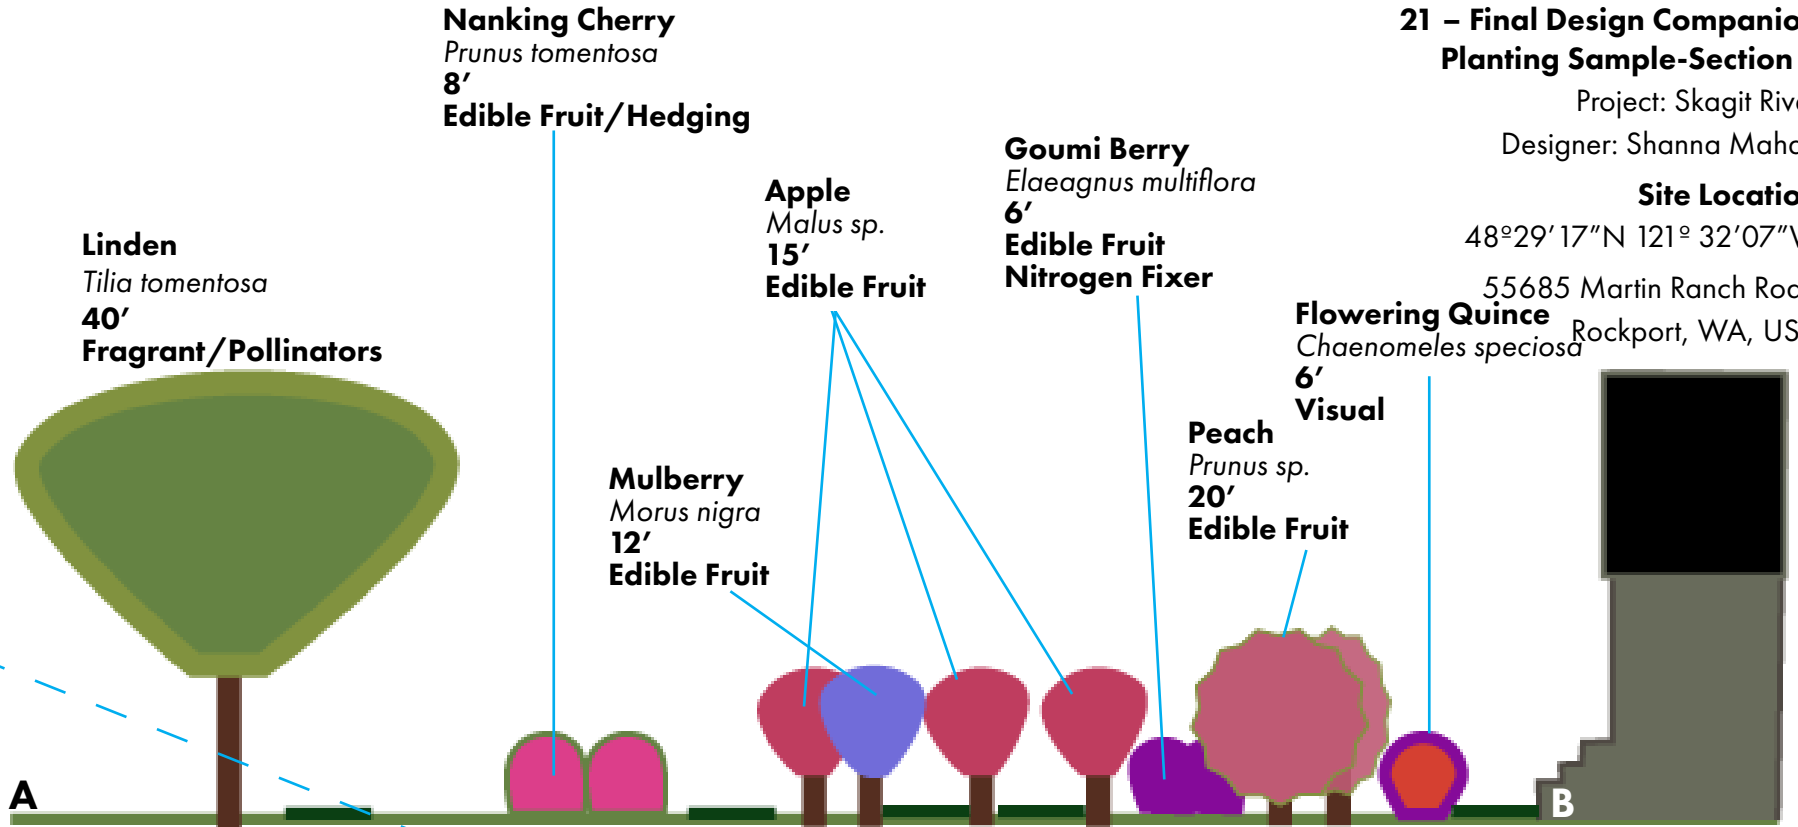 Nanking Cherry
Prunus tomentosa
8′
Edible Fruit/Hedging
21 – Final Design Companio
Planting Sample-Section
Project: Skagit Riv
Designer: Shanna Maha
Site Locatio
48º29′17″N 121º 32′07″W
55685 Martin Ranch Roa
Rockport, WA, US
Linden
Tilia tomentosa
40′
Fragrant/Pollinators
Apple
Malus sp.
15′
Edible Fruit
Goumi Berry
Elaeagnus multiflora
6′
Edible Fruit
Nitrogen Fixer
Flowering Quince
Chaenomeles speciosa
6′
Visual
Mulberry
Morus nigra
12′
Edible Fruit
Peach
Prunus sp.
20′
Edible Fruit
A
B